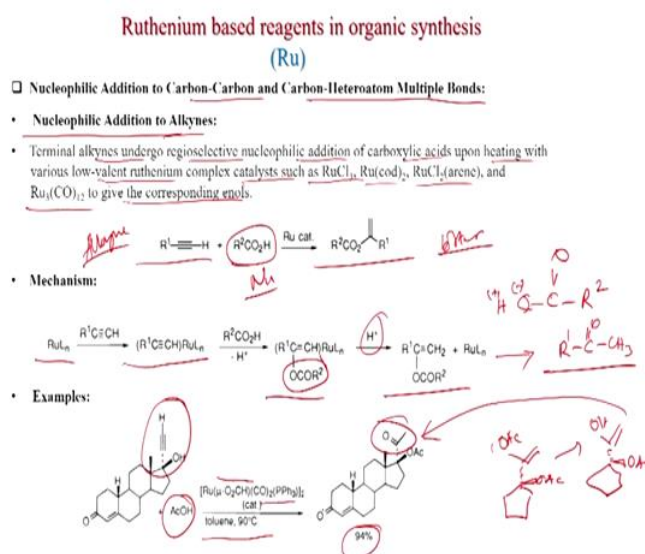 Ruthenium based reagents in organic synthesis
(Ru)
Nucleophilic Addition to Carbon-Carbon and Carbon-Heteroatom Multiple Bonds:
Nucleophilic Addition to Alkynes:
Terminal alkynes undergo regioselective nucleophilic addition of carboxylic acids upon heating with
various low-valent ruthenium complex catalysts such as RuCl₃, Ru(cod)₂, RuCl₂(arene), and
Ru₃(CO)₁₂ to give the corresponding enols.
R¹ H + R²CO₂H Ru cat. R²CO₂ R¹
Nu
Mechanism:
(+)H (-)O-C-R² O
RuLₙ R¹C≡CH (R¹C≡CH)RuLₙ R²CO₂H - H⁺ (R¹C=CH)RuLₙ H⁺ R¹C=CH₂ + RuLₙ R¹-C-CH₃ O
OCOR² OCOR²
Examples:
H
OH O OAc OAc
H H OAc
O + AcOH [Ru(μ-O₂CH)(CO)₂(PPh₃)]₂ O
(cat.)
toluene, 90°C
94%